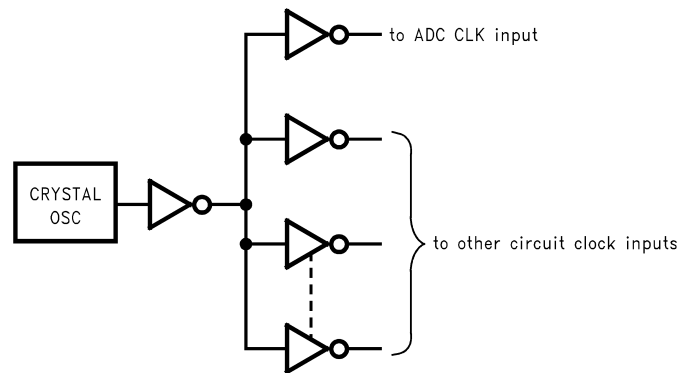 to ADC CLK input
CRYSTAL
OSC
to other circuit clock inputs